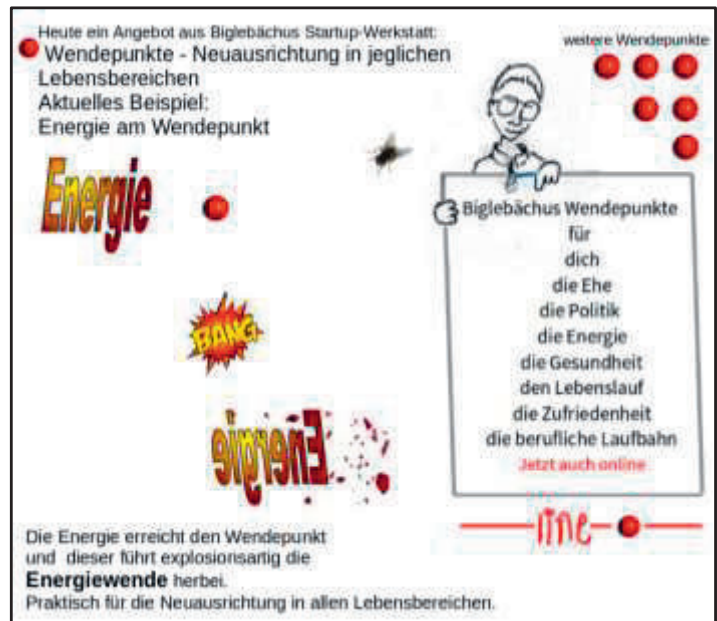 Heute ein Angebot aus Biglebächus Startup-Werkstatt:
Wendepunkte - Neuausrichtung in jeglichen
Lebensbereichen
Aktuelles Beispiel:
Energie am Wendepunkt
weitere Wendepunkte
Energie
BANG
Energie
Biglebächus Wendepunkte
für
dich
die Ehe
die Politik
die Energie
die Gesundheit
den Lebenslauf
die Zufriedenheit
die berufliche Laufbahn
Jetzt auch online
line
Die Energie erreicht den Wendepunkt
und dieser führt explosionsartig die
Energiewende herbei.
Praktisch für die Neuausrichtung in allen Lebensbereichen.